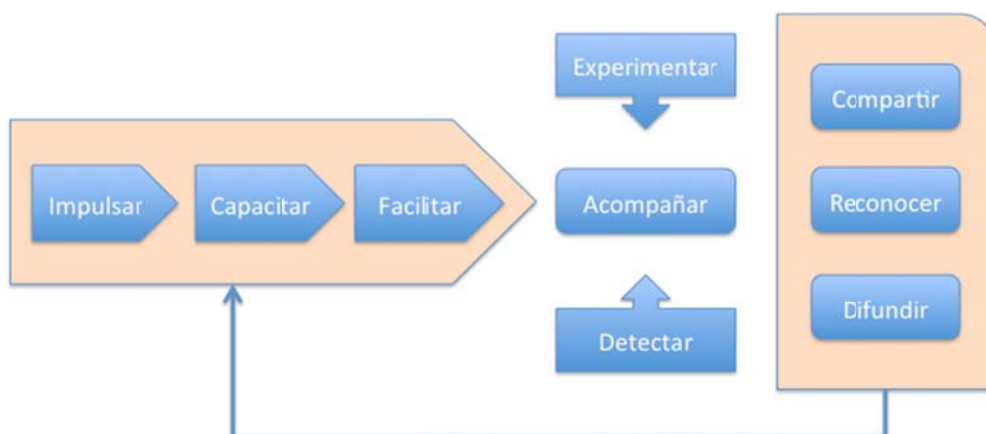 Impulsar
Capacitar
Facilitar
Experimentar
Acompañar
Detectar
Compartir
Reconocer
Difundir